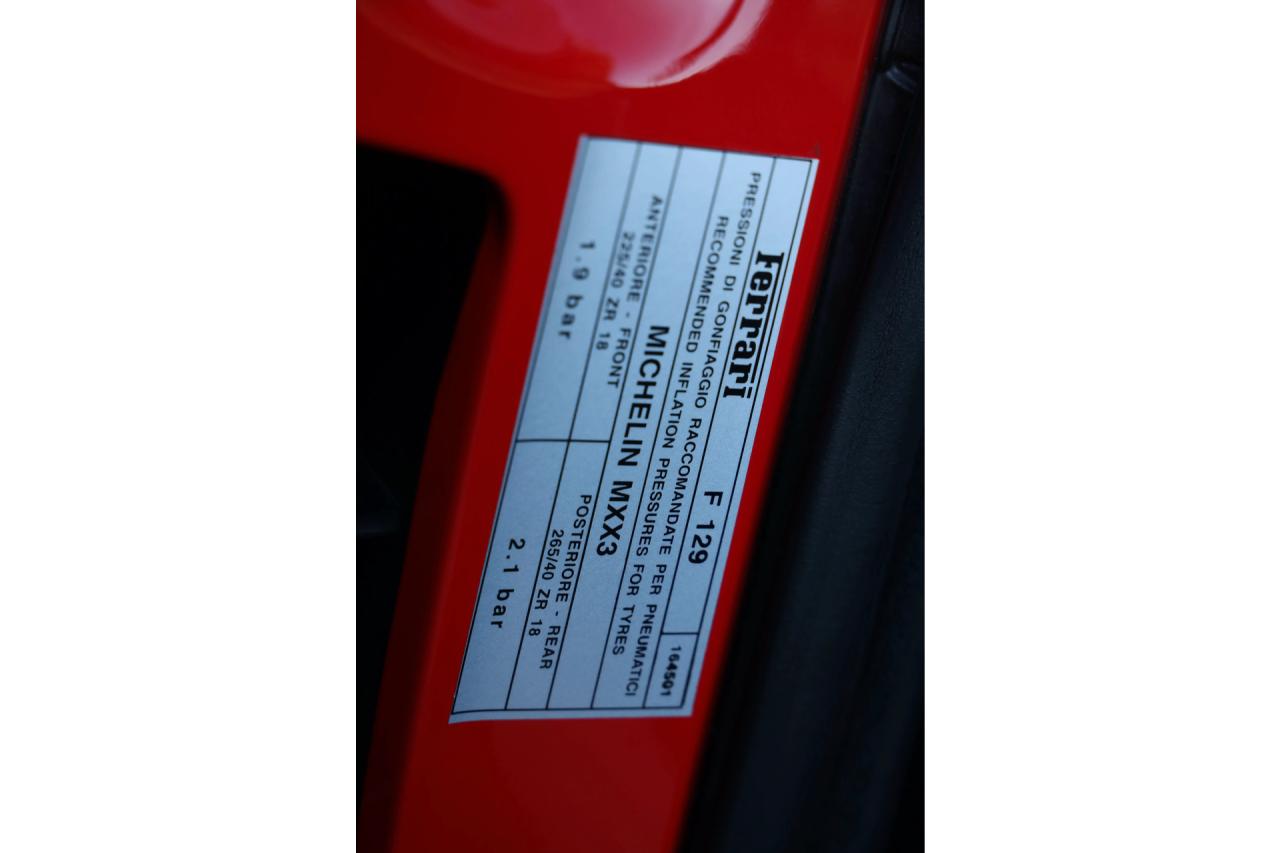 Ferrari F 129 164501
PRESSIONI DI GONFIAGGIO RACCOMANDATE PER PNEUMATICI
RECOMMENDED INFLATION PRESSURES FOR TYRES
MICHELIN MXX3
ANTERIORE - FRONT POSTERIORE - REAR
225/40 ZR 18 265/40 ZR 18
1.9 bar 2.1 bar